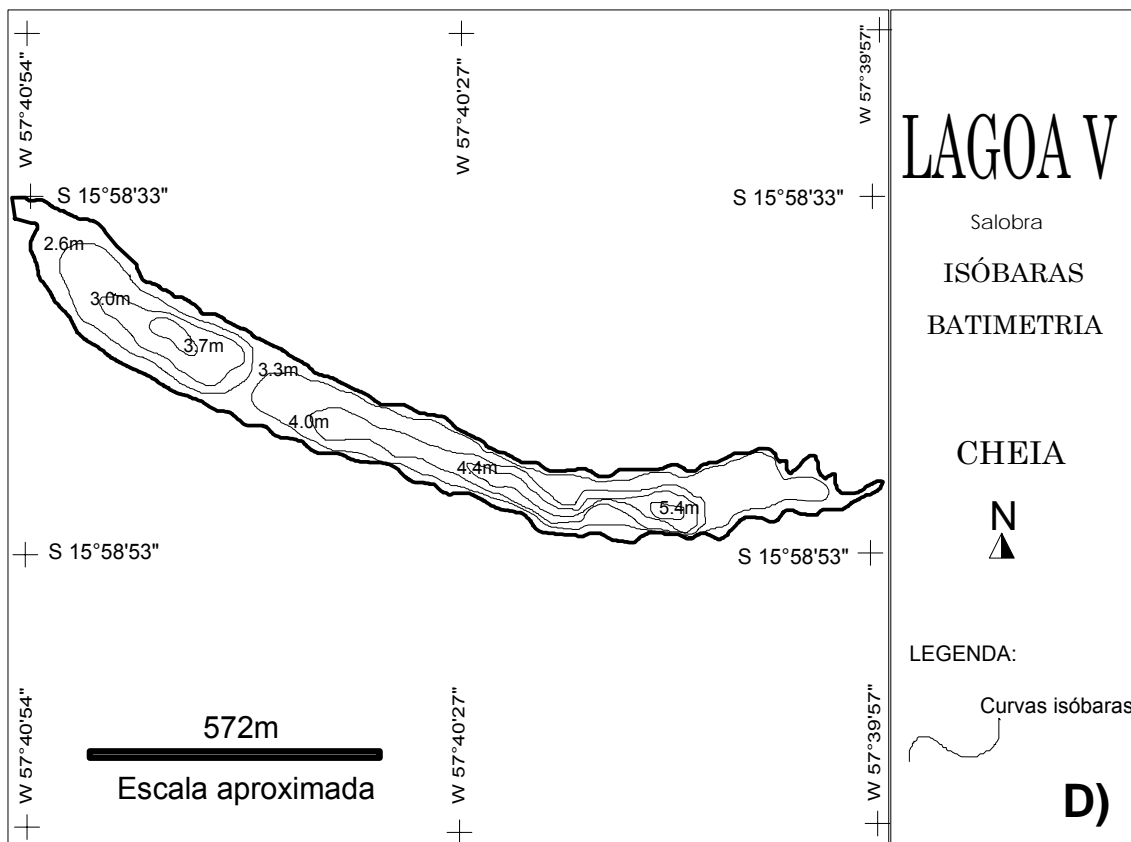 W 57°40'54"
W 57°40'27"
W 57°39'57"
S 15°58'33"
S 15°58'33"
2.6m
3.0m
3.7m
3.3m
4.0m
4.4m
5.4m
S 15°58'53"
S 15°58'53"
W 57°40'54"
W 57°40'27"
W 57°39'57"
572m
Escala aproximada
LAGOA V
Salobra
ISÓBARAS
BATIMETRIA
CHEIA
N
LEGENDA:
Curvas isóbaras
D)